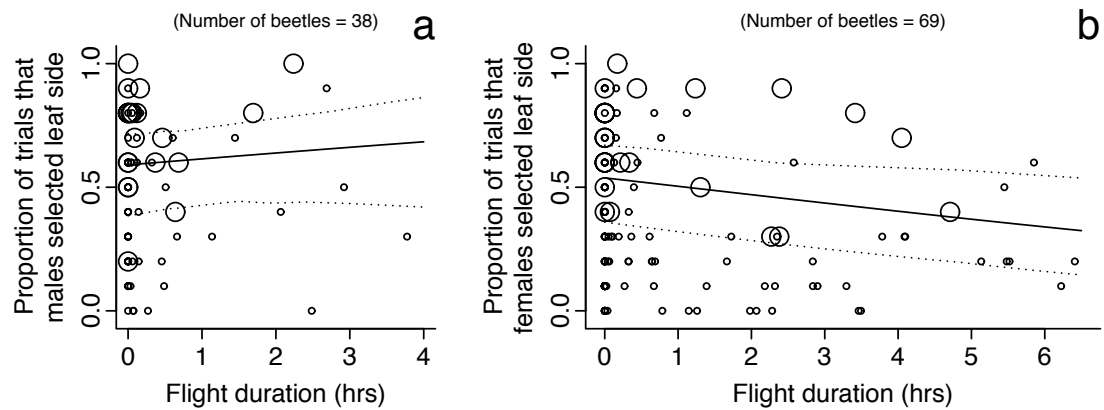 (Number of beetles = 38)
a
Proportion of trials that
males selected leaf side
1.0
0.5
0.0
0 1 2 3 4
Flight duration (hrs)
(Number of beetles = 69)
b
Proportion of trials that
females selected leaf side
1.0
0.5
0.0
0 1 2 3 4 5 6
Flight duration (hrs)